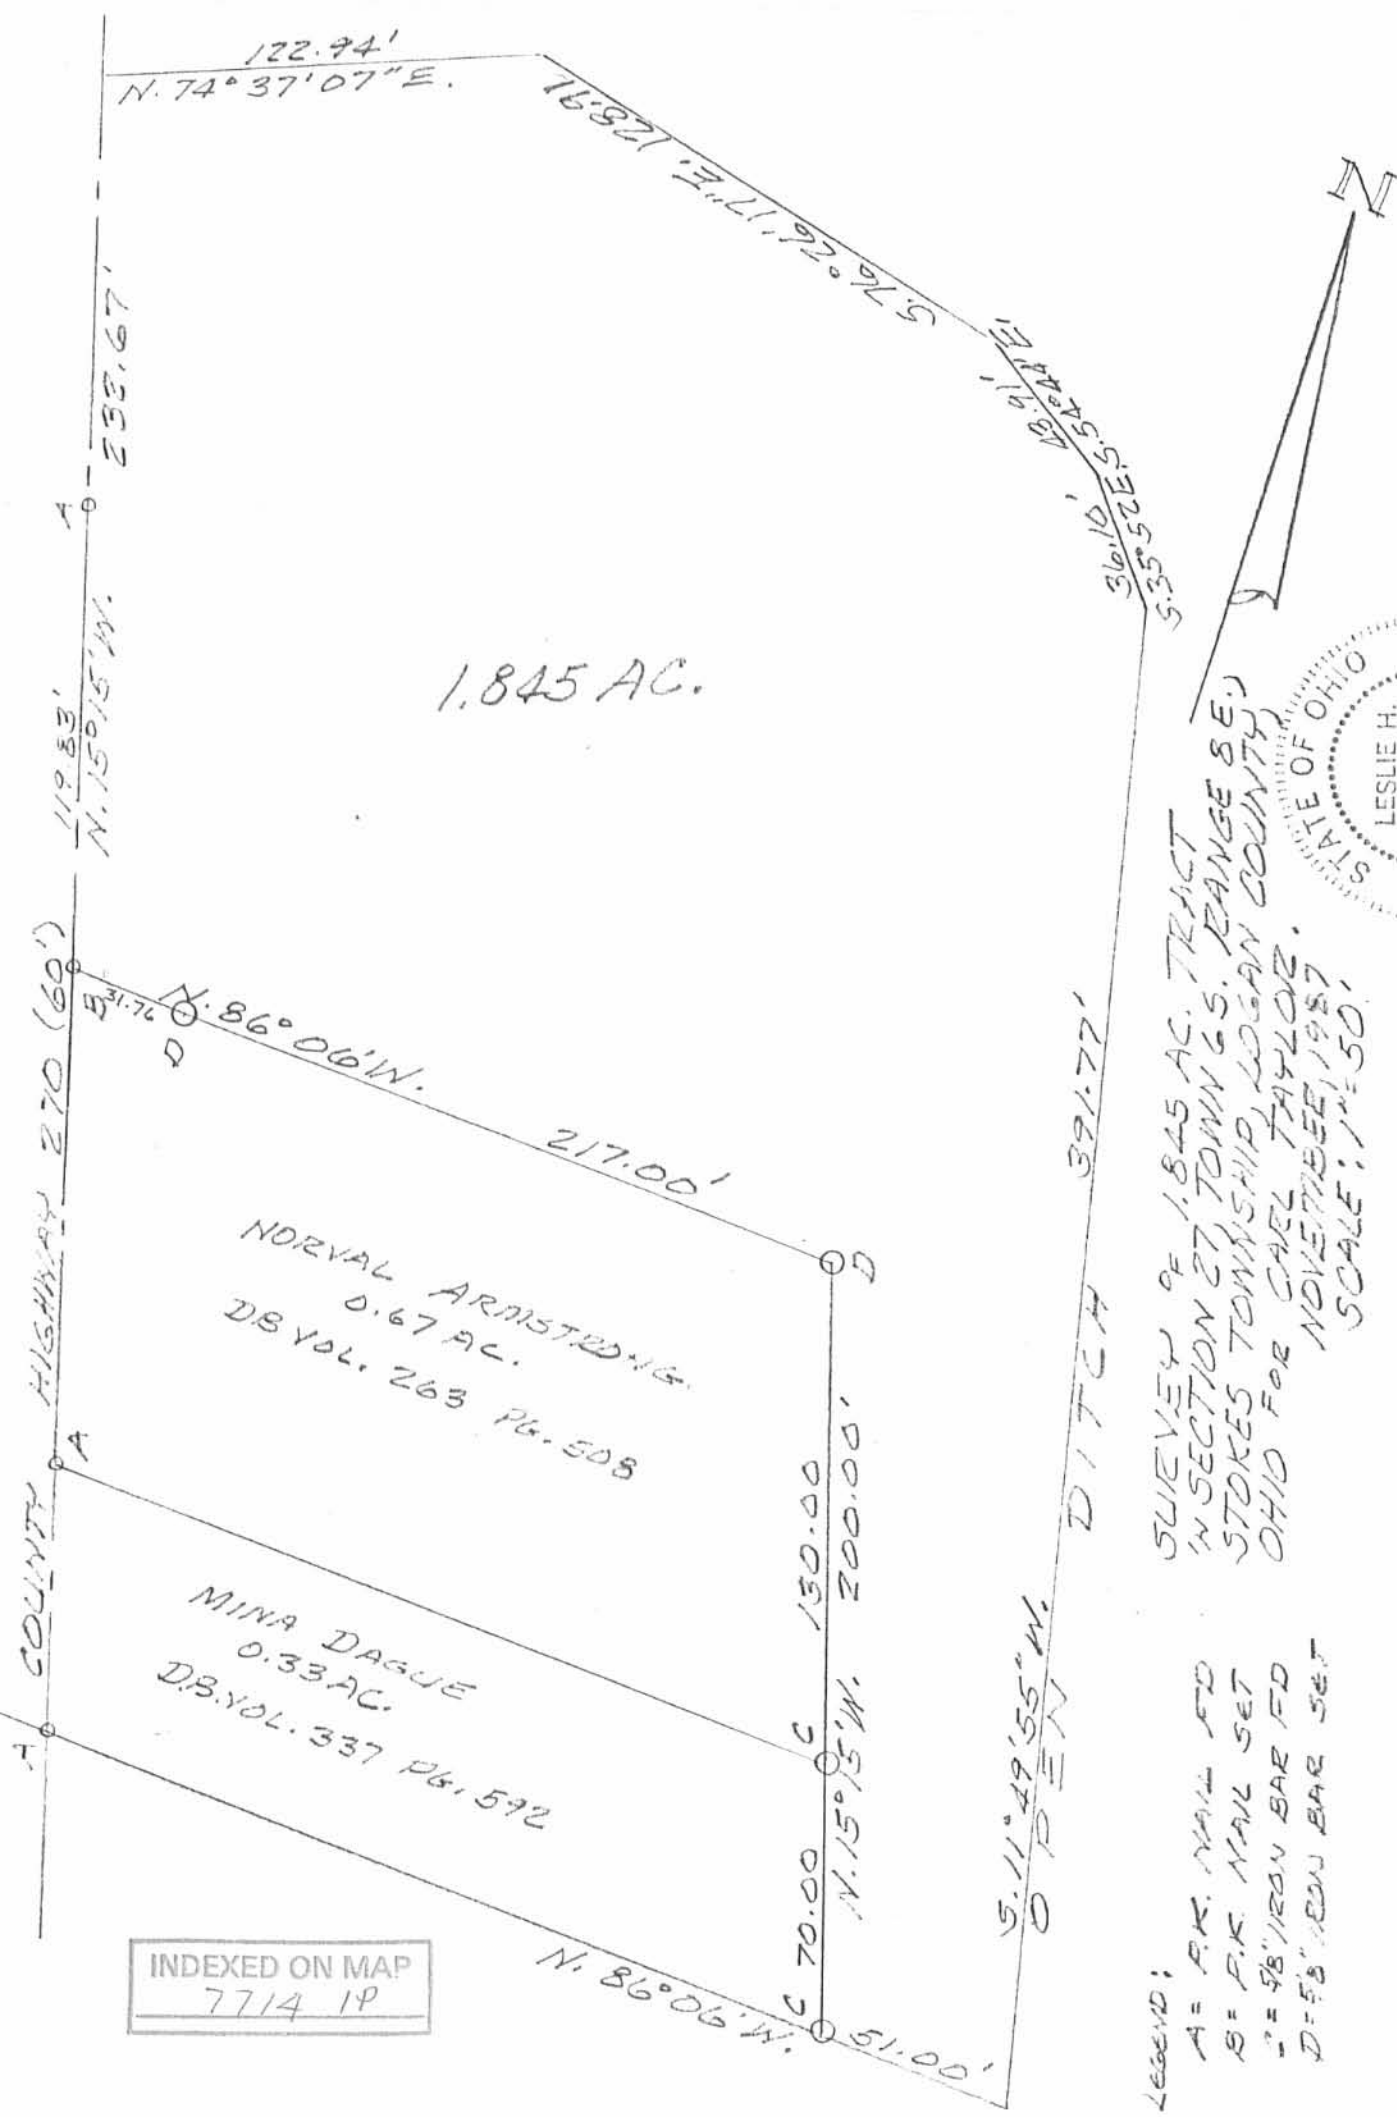 122.94'
N. 74° 37' 07" E.
S. 76° 26' 17" E. 128.91
N
233.67'
43.91'
S. 54° 44' E.
36.10'
S. 35° 52' E.
A
119.83'
N. 15° 15' W.
1.845 AC.
B
31.76
D
N. 86° 06' W.
217.00'
D
COUNTY HIGHWAY 270 (60')
NORVAL ARMSTRONG
0.67 AC.
DB VOL. 263 PG. 508
130.00
200.00'
391.77'
A
MINA DAGUE
0.33 AC.
D.B. VOL. 337 PG. 592
A
C
70.00
N. 15° 15' W.
S. 11° 49' 55" W.
OPEN DITCH
C
N. 86° 06' W.
51.00'
SURVEY OF 1.845 AC. TRACT
IN SECTION 27, TOWN 6 S. RANGE 8 E.,
STOKES TOWNSHIP, LOGAN COUNTY,
OHIO FOR CARL TAYLOR.
NOVEMBER, 1987
SCALE: 1"=50'
STATE OF OHIO
LESLIE H.
LEGEND:
A = P.K. NAIL FD
B = P.K. NAIL SET
= 5/8" IRON BAR FD
D = 5/8" IRON BAR SET
INDEXED ON MAP
7714 1P